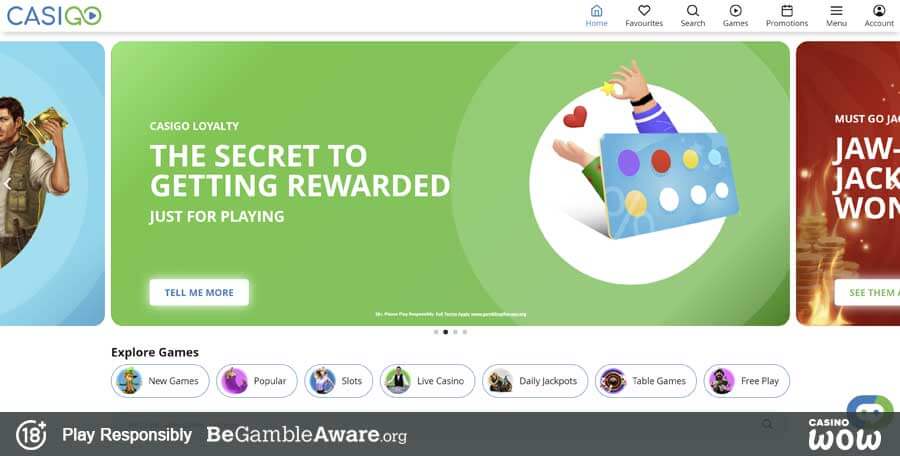 CASIGO
Home
Favourites
Search
Games
Promotions
Menu
Account
CASIGO LOYALTY
THE SECRET TO
GETTING REWARDED
JUST FOR PLAYING
TELL ME MORE
18+. Please Play Responsibly. Full Terms Apply. www.gamblingtherapy.org
MUST GO JAC
JAW-
JACK
WON
SEE THEM A
Explore Games
New Games
Popular
Slots
Live Casino
Daily Jackpots
Table Games
Free Play
18+
Play Responsibly
BeGambleAware.org
CASINO
WOW